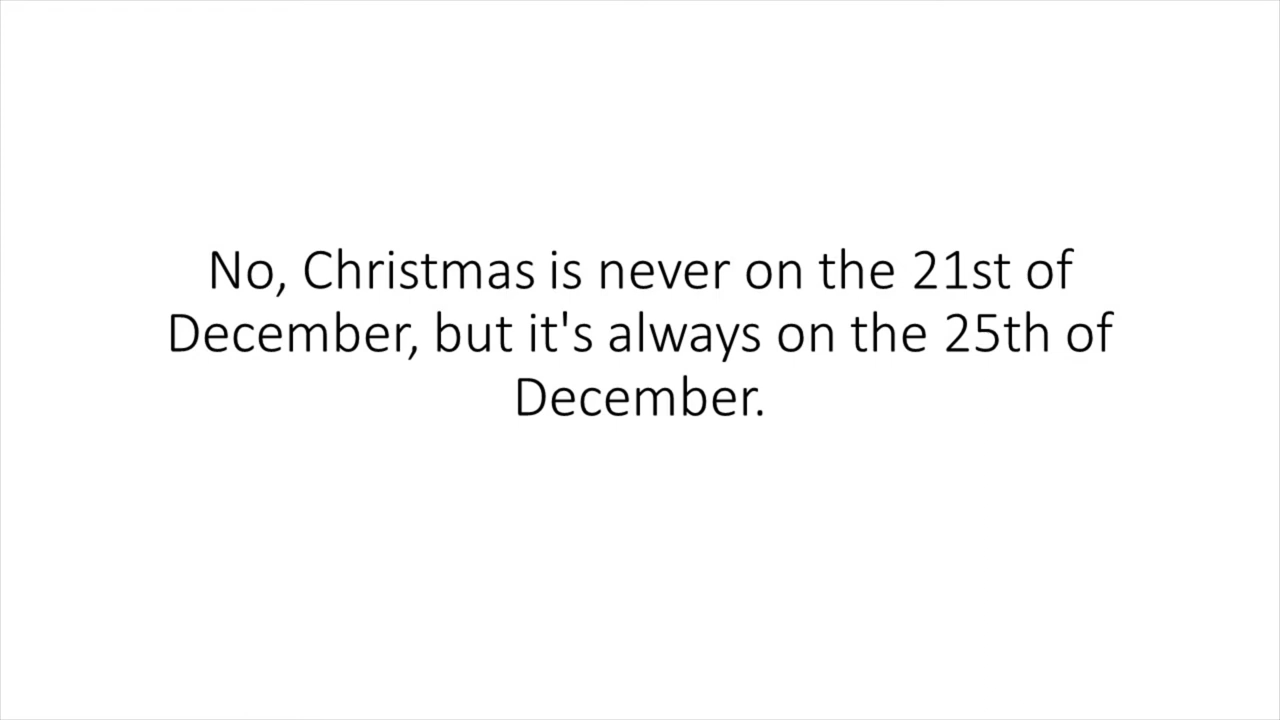 No, Christmas is never on the 21st of
December, but it's always on the 25th of
December.